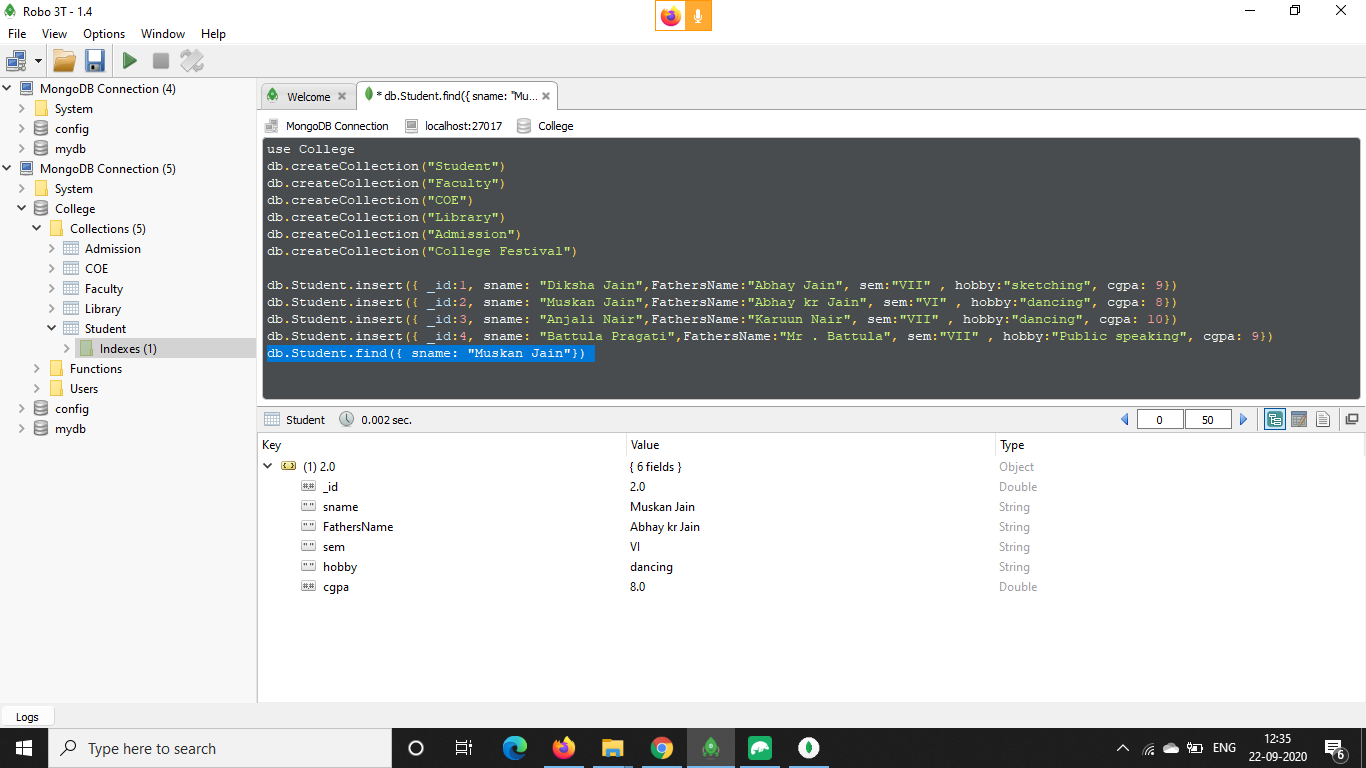 Robo 3T - 1.4
File View Options Window Help
MongoDB Connection (4)
System
config
mydb
MongoDB Connection (5)
System
College
Collections (5)
Admission
COE
Faculty
Library
Student
Indexes (1)
Functions
Users
config
mydb
Welcome
* db.Student.find({ sname: "Mu...
MongoDB Connection localhost:27017 College
use College
db.createCollection("Student")
db.createCollection("Faculty")
db.createCollection("COE")
db.createCollection("Library")
db.createCollection("Admission")
db.createCollection("College Festival")
db.Student.insert({ _id:1, sname: "Diksha Jain",FathersName:"Abhay Jain", sem:"VII" , hobby:"sketching", cgpa: 9})
db.Student.insert({ _id:2, sname: "Muskan Jain",FathersName:"Abhay kr Jain", sem:"VI" , hobby:"dancing", cgpa: 8})
db.Student.insert({ _id:3, sname: "Anjali Nair",FathersName:"Karuun Nair", sem:"VII" , hobby:"dancing", cgpa: 10})
db.Student.insert({ _id:4, sname: "Battula Pragati",FathersName:"Mr . Battula", sem:"VII" , hobby:"Public speaking", cgpa: 9})
db.Student.find({ sname: "Muskan Jain"})
Student 0.002 sec. 0 50
Key Value Type
(1) 2.0 { 6 fields } Object
_id 2.0 Double
sname Muskan Jain String
FathersName Abhay kr Jain String
sem VI String
hobby dancing String
cgpa 8.0 Double
Logs
Type here to search
ENG
12:35
22-09-2020
6